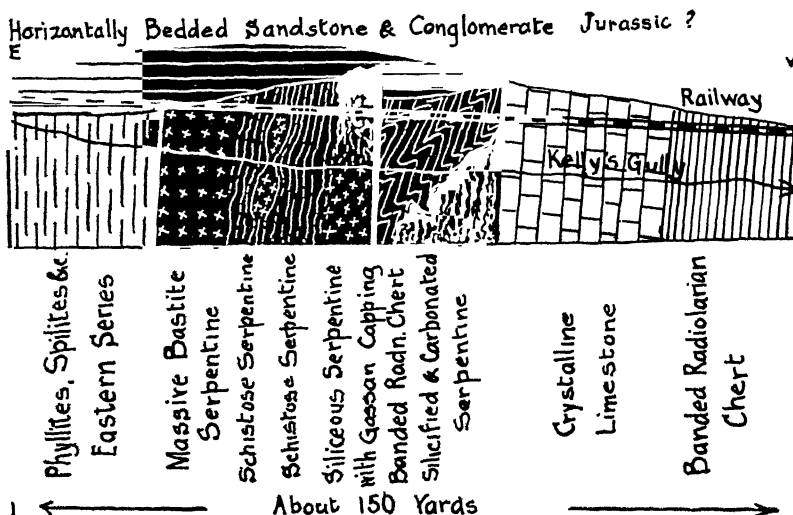 Horizontally Bedded Sandstone & Conglomerate Jurassic ?
E
Railway
Kelly's Gully
Phyllites, Spilites &c.
Eastern Series
Massive Bastite
Serpentine
Schistose Serpentine
Schistose Serpentine
Siliceous Serpentine
with Gassan Capping
Banded Radn. Chert
Silicified & Carbonated
Serpentine
Crystalline
Limestone
Banded Radiolarian
Chert
About 150 Yards